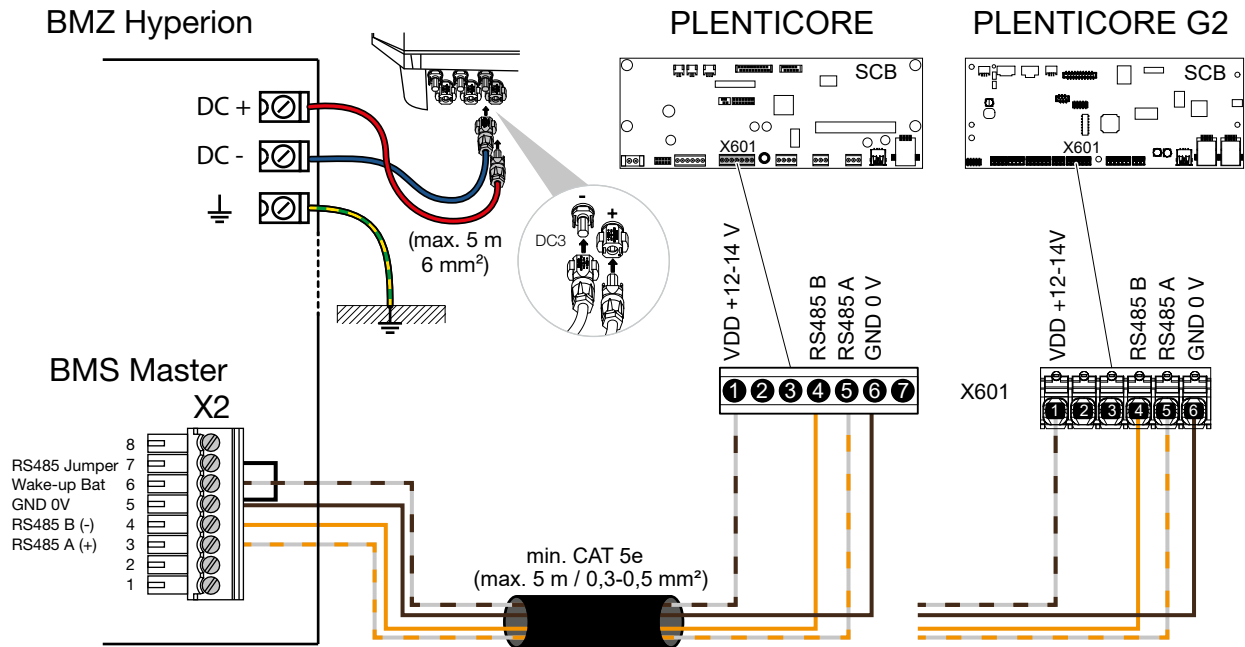 BMZ Hyperion
PLENTICORE
PLENTICORE G2
SCB
SCB
X601
X601
DC +
DC -
(max. 5 m
6 mm²)
-
+
DC3
VDD +12-14 V
RS485 B
RS485 A
GND 0 V
VDD +12-14V
RS485 B
RS485 A
GND 0 V
1 2 3 4 5 6 7
X601
1 2 3 4 5 6
BMS Master
X2
8
RS485 Jumper 7
Wake-up Bat 6
GND 0V 5
RS485 B (-) 4
RS485 A (+) 3
2
1
min. CAT 5e
(max. 5 m / 0,3-0,5 mm²)